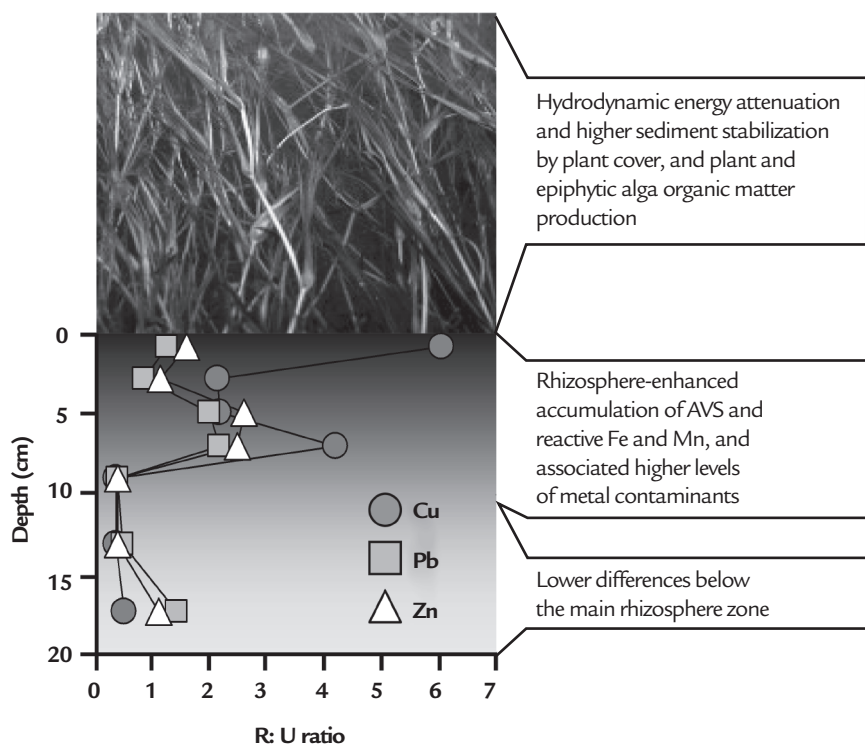 Hydrodynamic energy attenuation
and higher sediment stabilization
by plant cover, and plant and
epiphytic alga organic matter
production
Rhizosphere-enhanced
accumulation of AVS and
reactive Fe and Mn, and
associated higher levels
of metal contaminants
Lower differences below
the main rhizosphere zone
Depth (cm)
0
5
10
15
20
Cu
Pb
Zn
0 1 2 3 4 5 6 7
R: U ratio